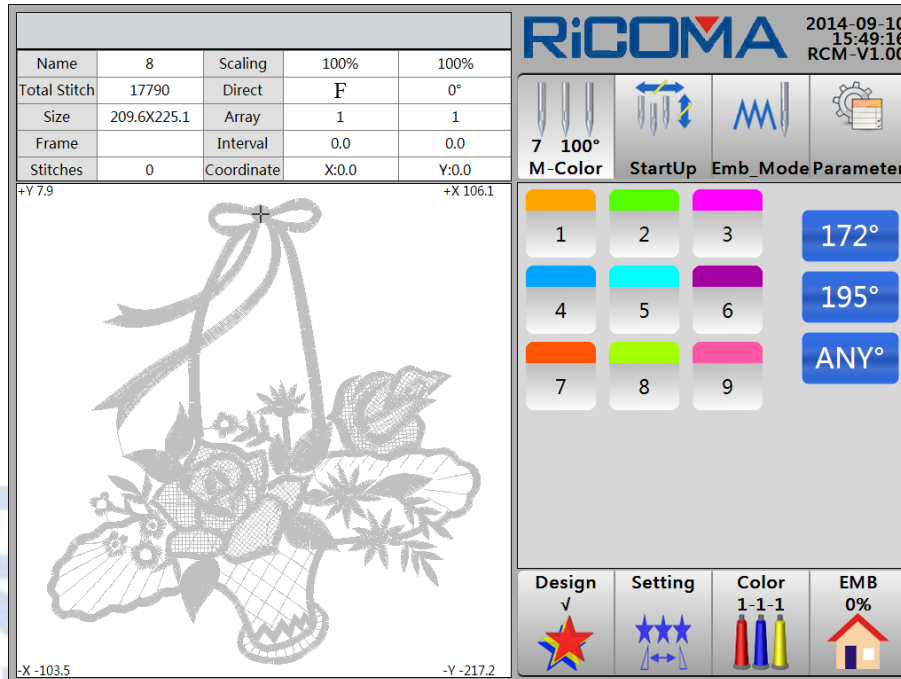 RiCOMA
2014-09-10
15:49:16
RCM-V1.00
Name 8 Scaling 100% 100%
Total Stitch 17790 Direct F 0°
Size 209.6X225.1 Array 1 1
Frame Interval 0.0 0.0
Stitches 0 Coordinate X:0.0 Y:0.0
7 100°
M-Color StartUp Emb_Mode Parameter
+Y 7.9 +X 106.1
1 2 3 172°
4 5 6 195°
7 8 9 ANY°
-X -103.5 -Y -217.2
Design Setting Color EMB
√ 1-1-1 0%